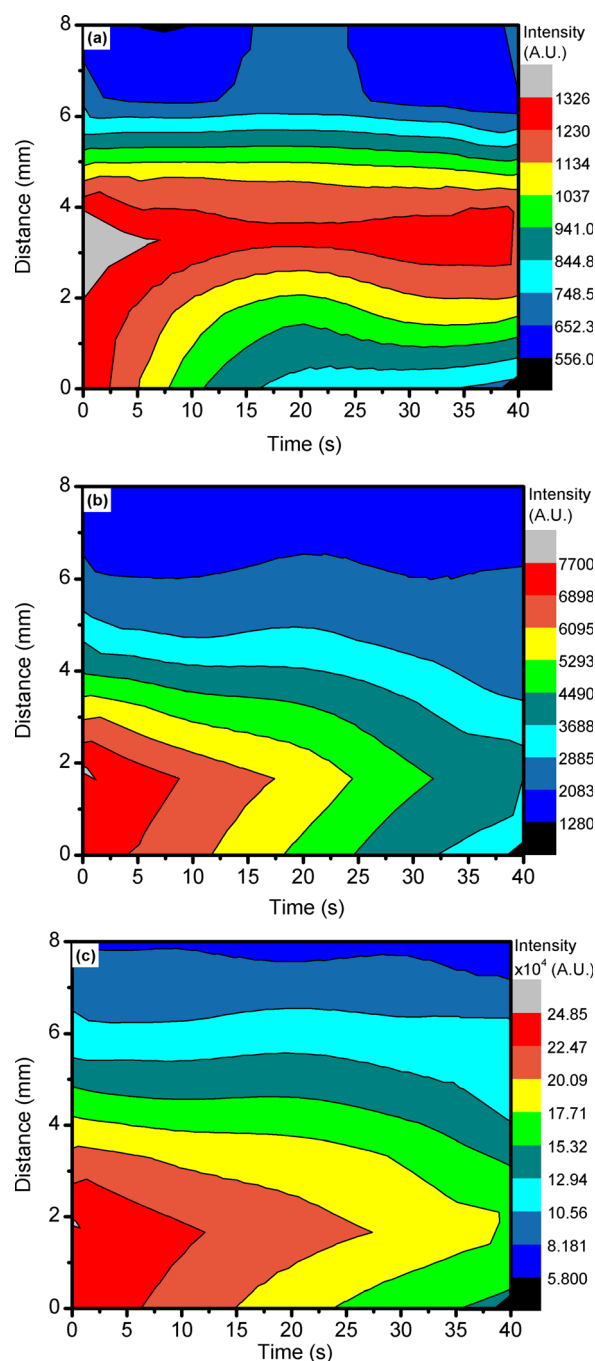 (a)
Intensity
(A.U.)
8
6
4
2
0
Distance (mm)
1326
1230
1134
1037
941.0
844.8
748.5
652.3
556.0
0 5 10 15 20 25 30 35 40
Time (s)
(b)
Intensity
(A.U.)
8
6
4
2
0
Distance (mm)
7700
6898
6095
5293
4490
3688
2885
2083
1280
0 5 10 15 20 25 30 35 40
Time (s)
(c)
Intensity
x10⁴ (A.U.)
8
6
4
2
0
Distance (mm)
24.85
22.47
20.09
17.71
15.32
12.94
10.56
8.181
5.800
0 5 10 15 20 25 30 35 40
Time (s)